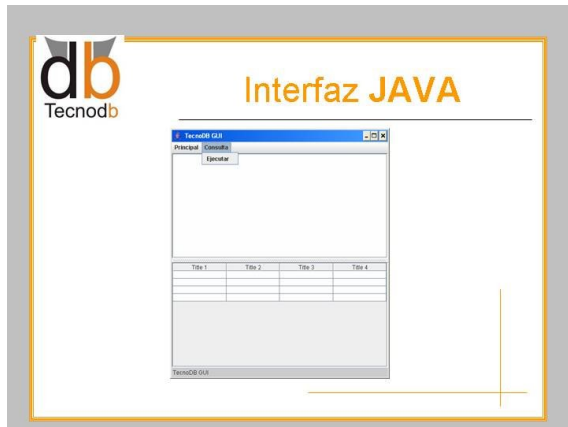 db
Tecnodb
Interfaz JAVA
TecnoDB GUI
Principal Consulta
Ejecutar
Title 1 Title 2 Title 3 Title 4
TecnoDB GUI